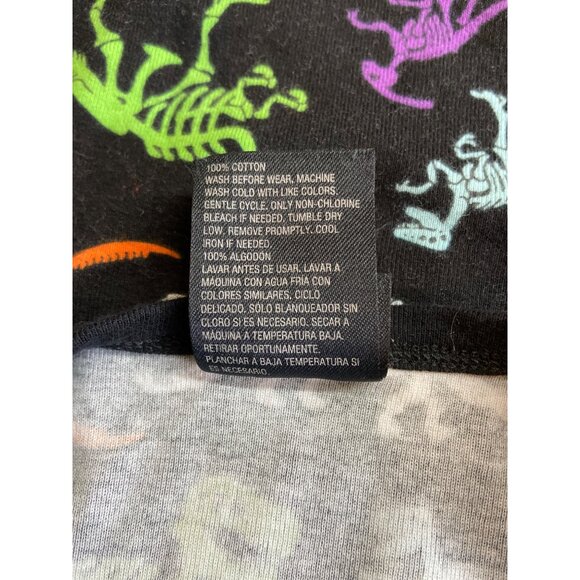 100% COTTON
WASH BEFORE WEAR, MACHINE
WASH COLD WITH LIKE COLORS.
GENTLE CYCLE. ONLY NON-CHLORINE
BLEACH IF NEEDED. TUMBLE DRY
LOW. REMOVE PROMPTLY. COOL
IRON IF NEEDED.
100% ALGODON
LAVAR ANTES DE USAR. LAVAR A
MAQUINA CON AGUA FRIA CON
COLORES SIMILARES. CICLO
DELICADO. SÓLO BLANQUEADOR SIN
CLORO SI ES NECESARIO. SECAR A
MÁQUINA A TEMPERATURA BAJA.
RETIRAR OPORTUNAMENTE.
PLANCHAR A BAJA TEMPERATURA SI
ES NECESARIO.